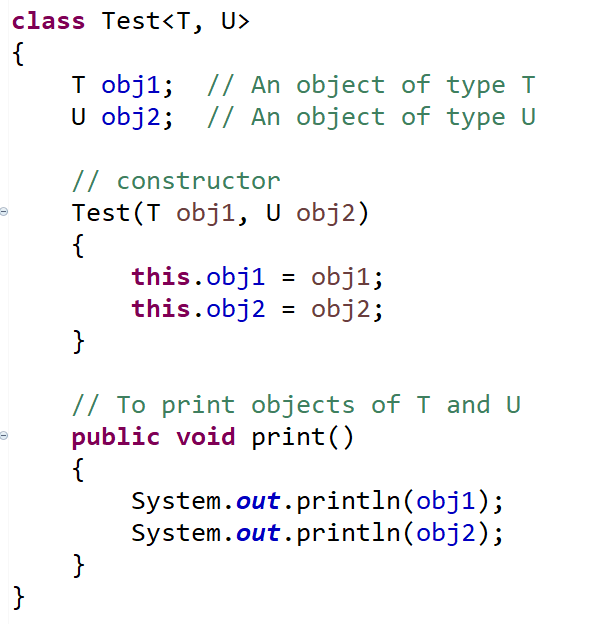 class Test<T, U>
{
    T obj1;  // An object of type T
    U obj2;  // An object of type U

    // constructor
    Test(T obj1, U obj2)
    {
        this.obj1 = obj1;
        this.obj2 = obj2;
    }

    // To print objects of T and U
    public void print()
    {
        System.out.println(obj1);
        System.out.println(obj2);
    }
}